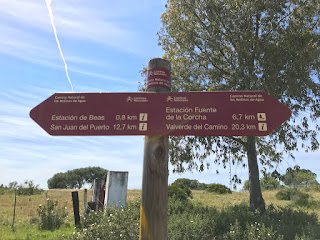 Camino Natural de
los Molinos de Agua
Estación de Beas 0,8 km
San Juan del Puerto 12,7 km
Camino Natural de
los Molinos de Agua
Estación Fuente
de la Corcha 6,7 km
Valverde del Camino 20,3 km